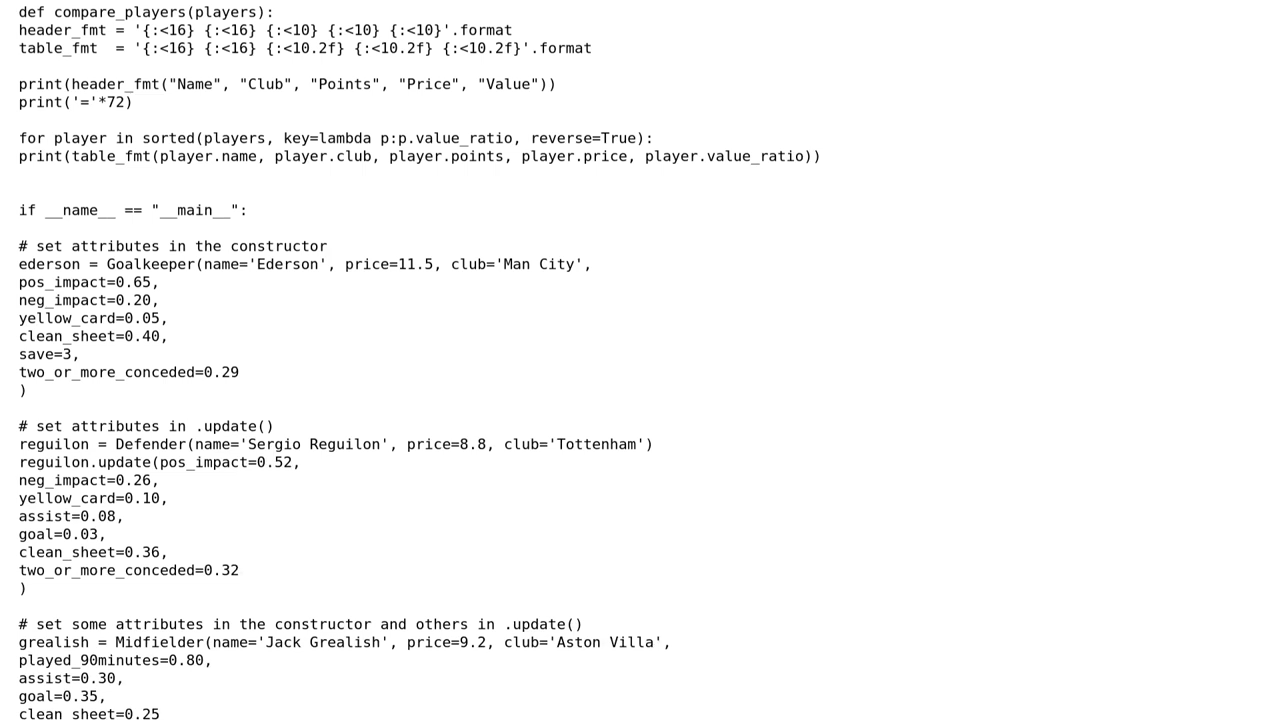 def compare_players(players):
header_fmt = '{:<16} {:<16} {:<10} {:<10} {:<10}'.format
table_fmt  = '{:<16} {:<16} {:<10.2f} {:<10.2f} {:<10.2f}'.format
print(header_fmt("Name", "Club", "Points", "Price", "Value"))
print('='*72)
for player in sorted(players, key=lambda p:p.value_ratio, reverse=True):
print(table_fmt(player.name, player.club, player.points, player.price, player.value_ratio))
if __name__ == "__main__":
# set attributes in the constructor
ederson = Goalkeeper(name='Ederson', price=11.5, club='Man City',
pos_impact=0.65,
neg_impact=0.20,
yellow_card=0.05,
clean_sheet=0.40,
save=3,
two_or_more_conceded=0.29
)
# set attributes in .update()
reguilon = Defender(name='Sergio Reguilon', price=8.8, club='Tottenham')
reguilon.update(pos_impact=0.52,
neg_impact=0.26,
yellow_card=0.10,
assist=0.08,
goal=0.03,
clean_sheet=0.36,
two_or_more_conceded=0.32
)
# set some attributes in the constructor and others in .update()
grealish = Midfielder(name='Jack Grealish', price=9.2, club='Aston Villa',
played_90minutes=0.80,
assist=0.30,
goal=0.35,
clean_sheet=0.25